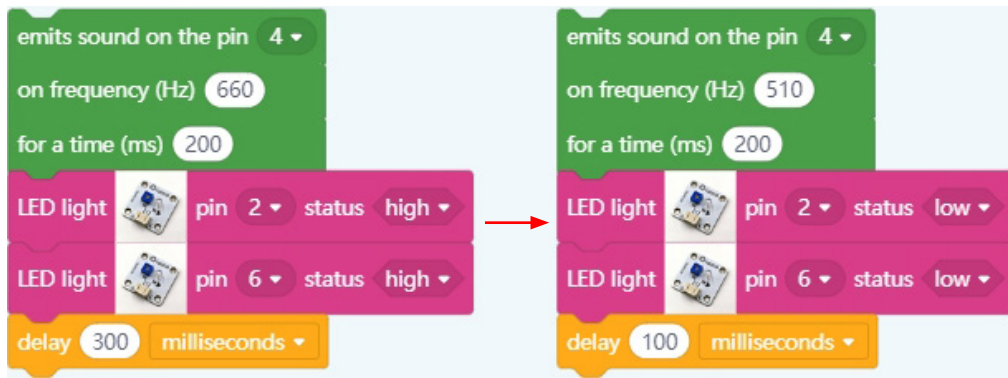 emits sound on the pin 4
on frequency (Hz) 660
for a time (ms) 200
LED light pin 2 status high
LED light pin 6 status high
delay 300 milliseconds
emits sound on the pin 4
on frequency (Hz) 510
for a time (ms) 200
LED light pin 2 status low
LED light pin 6 status low
delay 100 milliseconds